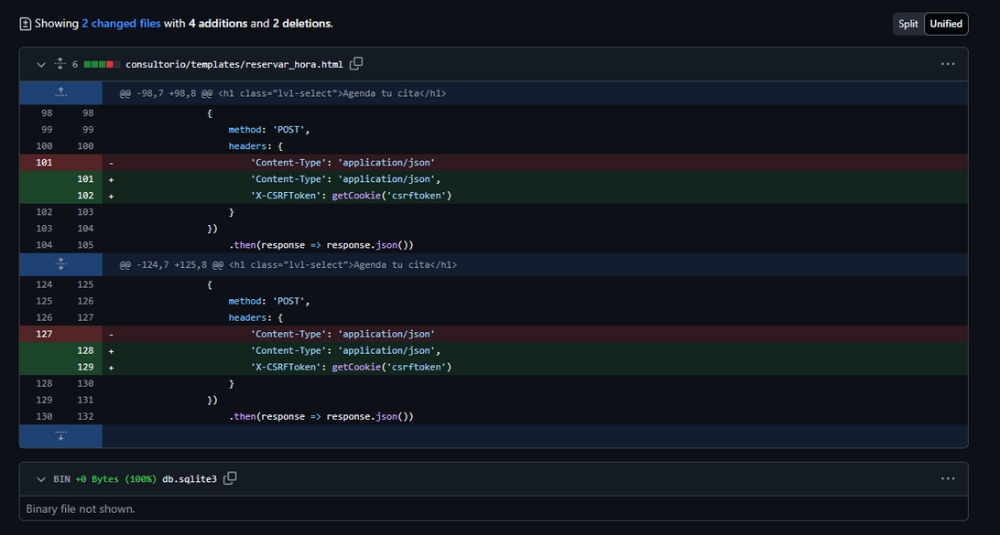 Showing 2 changed files with 4 additions and 2 deletions.
Split Unified
6 consultorio/templates/reservar_hora.html
@@ -98,7 +98,8 @@ <h1 class="lvl-select">Agenda tu cita</h1>
98 98 {
99 99 method: 'POST',
100 100 headers: {
101 - 'Content-Type': 'application/json'
101 + 'Content-Type': 'application/json',
102 + 'X-CSRFToken': getCookie('csrftoken')
102 103 }
103 104 })
104 105 .then(response => response.json())
@@ -124,7 +125,8 @@ <h1 class="lvl-select">Agenda tu cita</h1>
124 125 {
125 126 method: 'POST',
126 127 headers: {
127 - 'Content-Type': 'application/json'
128 + 'Content-Type': 'application/json',
129 + 'X-CSRFToken': getCookie('csrftoken')
128 130 }
129 131 })
130 132 .then(response => response.json())
BIN +0 Bytes (100%) db.sqlite3
Binary file not shown.